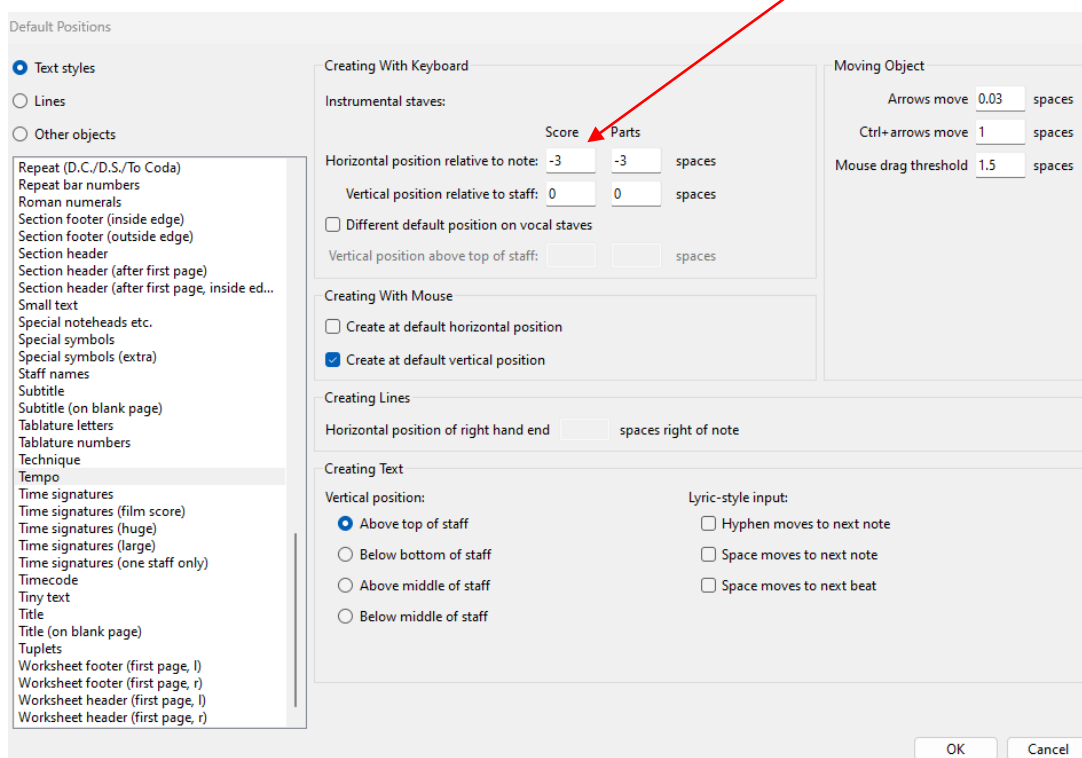 Default Positions
Text styles
Lines
Other objects
Repeat (D.C./D.S./To Coda)
Repeat bar numbers
Roman numerals
Section footer (inside edge)
Section footer (outside edge)
Section header
Section header (after first page)
Section header (after first page, inside ed...
Small text
Special noteheads etc.
Special symbols
Special symbols (extra)
Staff names
Subtitle
Subtitle (on blank page)
Tablature letters
Tablature numbers
Technique
Tempo
Time signatures
Time signatures (film score)
Time signatures (huge)
Time signatures (large)
Time signatures (one staff only)
Timecode
Tiny text
Title
Title (on blank page)
Tuplets
Worksheet footer (first page, l)
Worksheet footer (first page, r)
Worksheet header (first page, l)
Worksheet header (first page, r)
Creating With Keyboard
Instrumental staves:
Score Parts
Horizontal position relative to note: -3 -3 spaces
Vertical position relative to staff: 0 0 spaces
Different default position on vocal staves
Vertical position above top of staff: spaces
Creating With Mouse
Create at default horizontal position
Create at default vertical position
Creating Lines
Horizontal position of right hand end spaces right of note
Creating Text
Vertical position:
Above top of staff
Below bottom of staff
Above middle of staff
Below middle of staff
Lyric-style input:
Hyphen moves to next note
Space moves to next note
Space moves to next beat
Moving Object
Arrows move 0.03 spaces
Ctrl+arrows move 1 spaces
Mouse drag threshold 1.5 spaces
OK Cancel